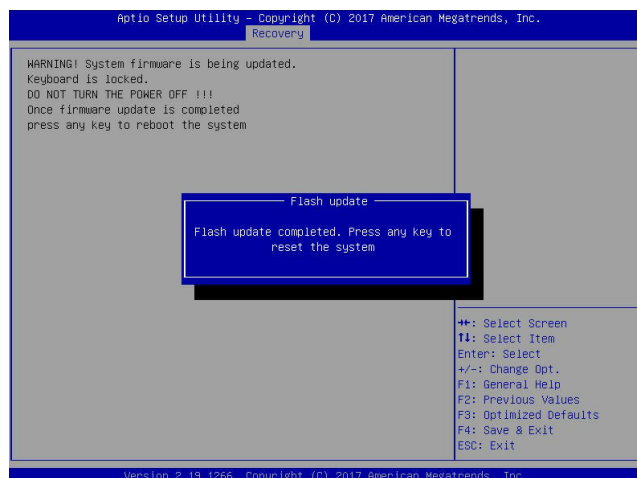 Aptio Setup Utility – Copyright (C) 2017 American Megatrends, Inc.
Recovery
WARNING! System firmware is being updated.
Keyboard is locked.
DO NOT TURN THE POWER OFF !!!
Once firmware update is completed
press any key to reboot the system
Flash update
Flash update completed. Press any key to
reset the system
→←: Select Screen
↑↓: Select Item
Enter: Select
+/-: Change Opt.
F1: General Help
F2: Previous Values
F3: Optimized Defaults
F4: Save & Exit
ESC: Exit
Version 2.19.1266. Copyright (C) 2017 American Megatrends, Inc.